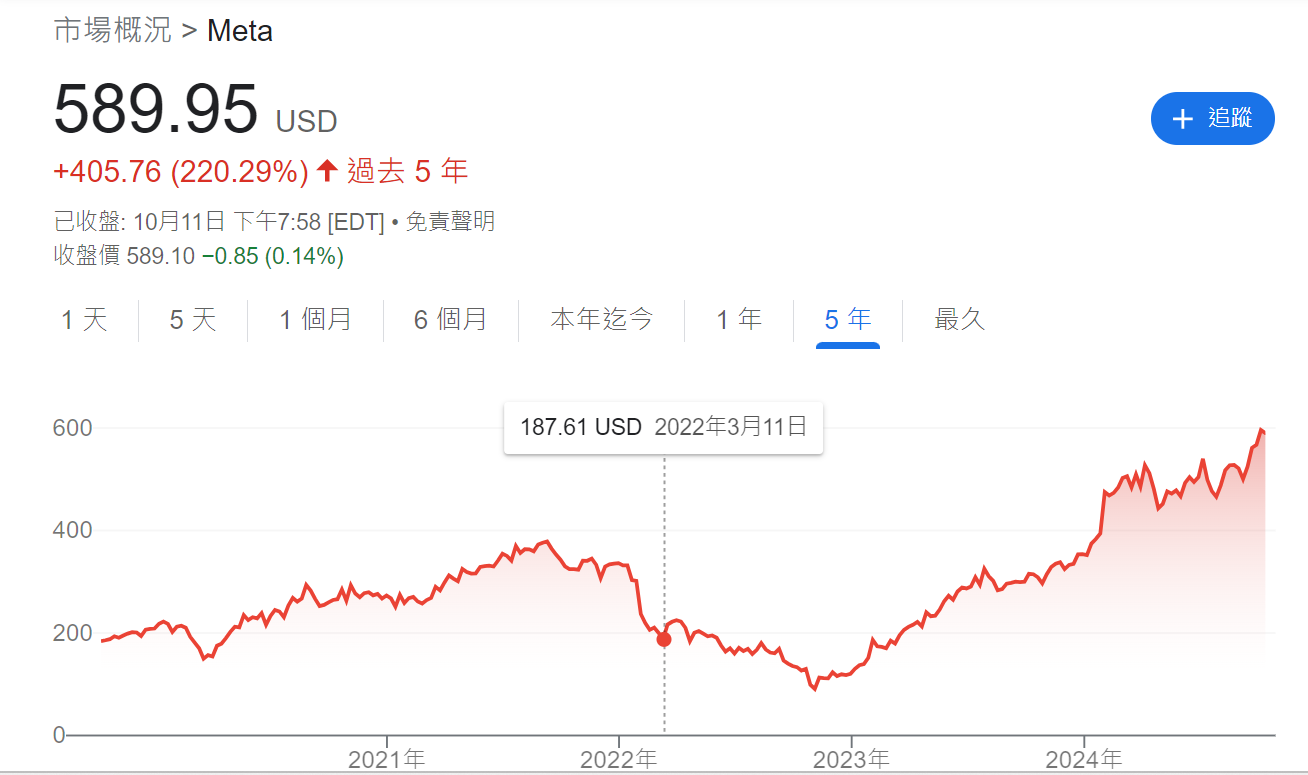 市場概況 > Meta
589.95 USD
+ 追蹤
+405.76 (220.29%) ↑ 過去 5 年
已收盤: 10月11日 下午7:58 [EDT] • 免責聲明
收盤價 589.10 −0.85 (0.14%)
1 天 5 天 1 個月 6 個月 本年迄今 1 年 5 年 最久
187.61 USD 2022年3月11日
600
400
200
0
2021年 2022年 2023年 2024年